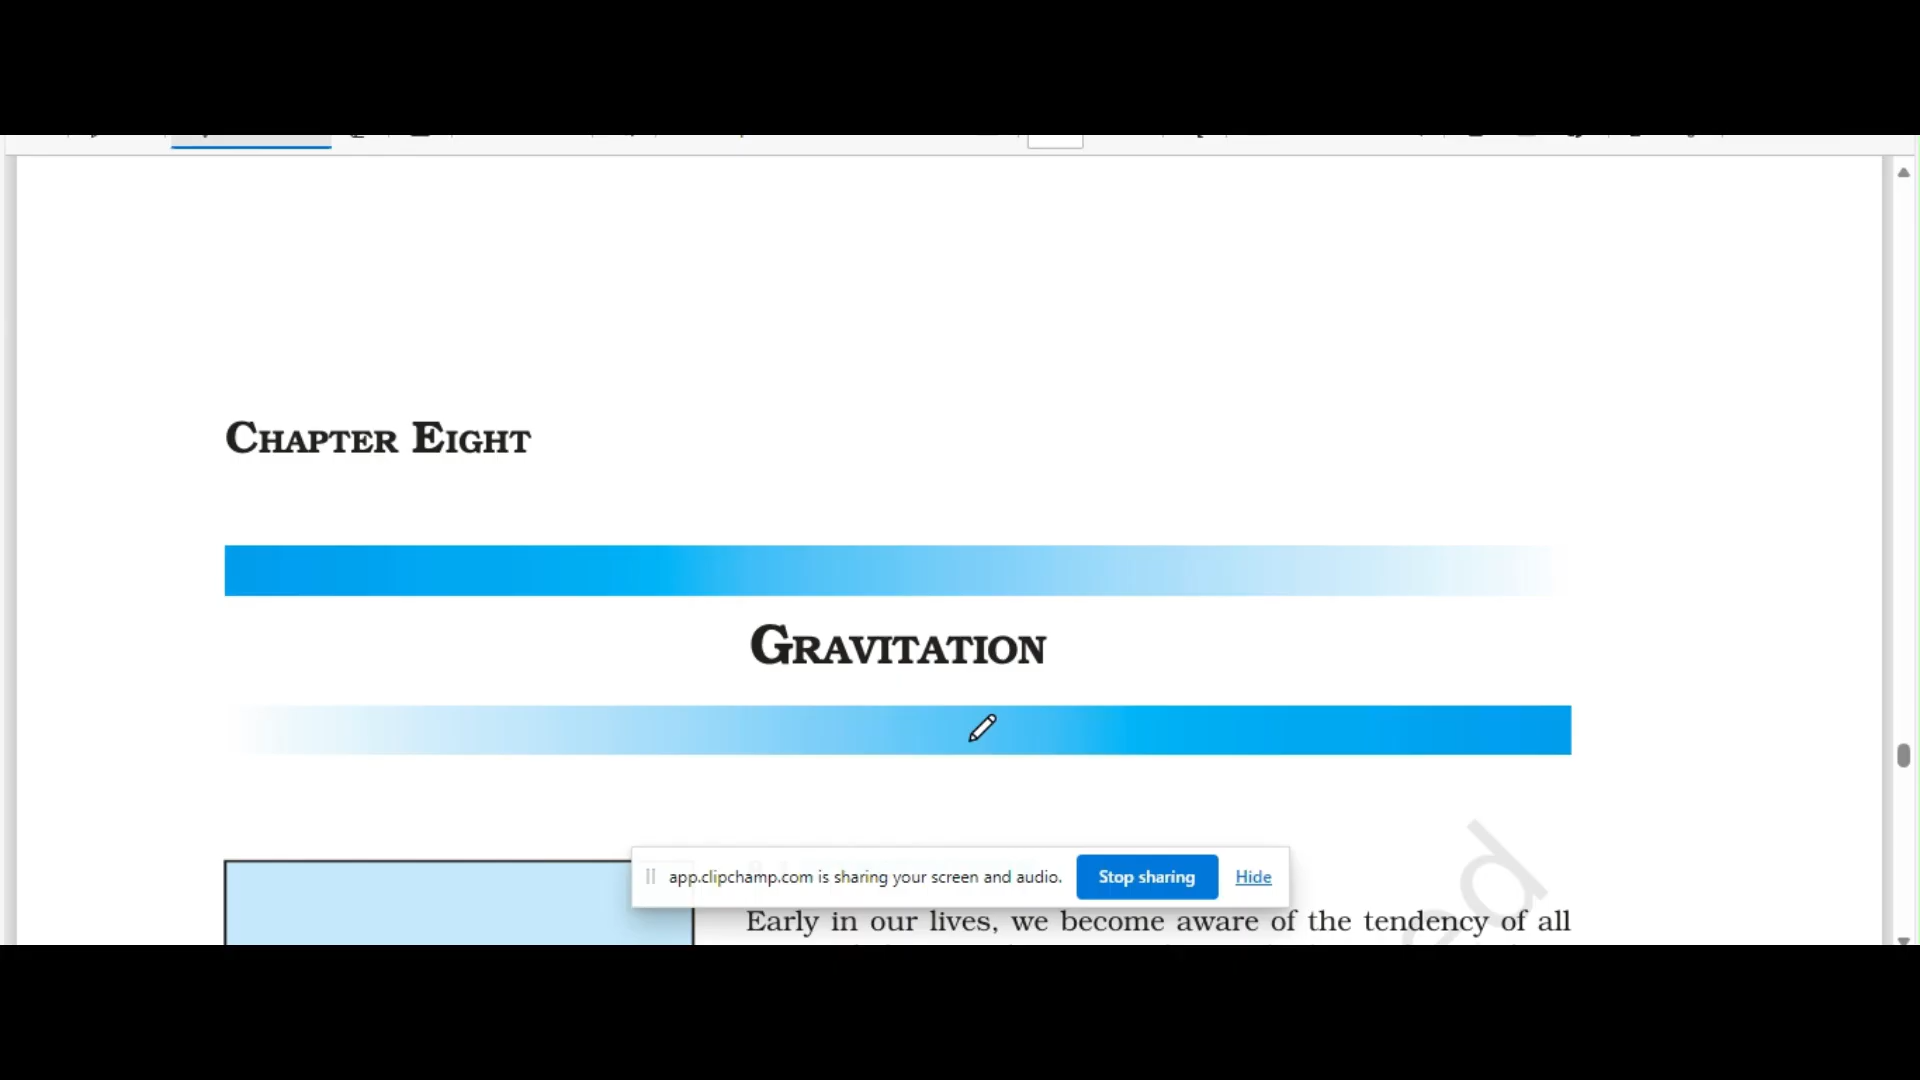 CHAPTER EIGHT
GRAVITATION
app.clipchamp.com is sharing your screen and audio.
Stop sharing
Hide
Early in our lives, we become aware of the tendency of all
ed